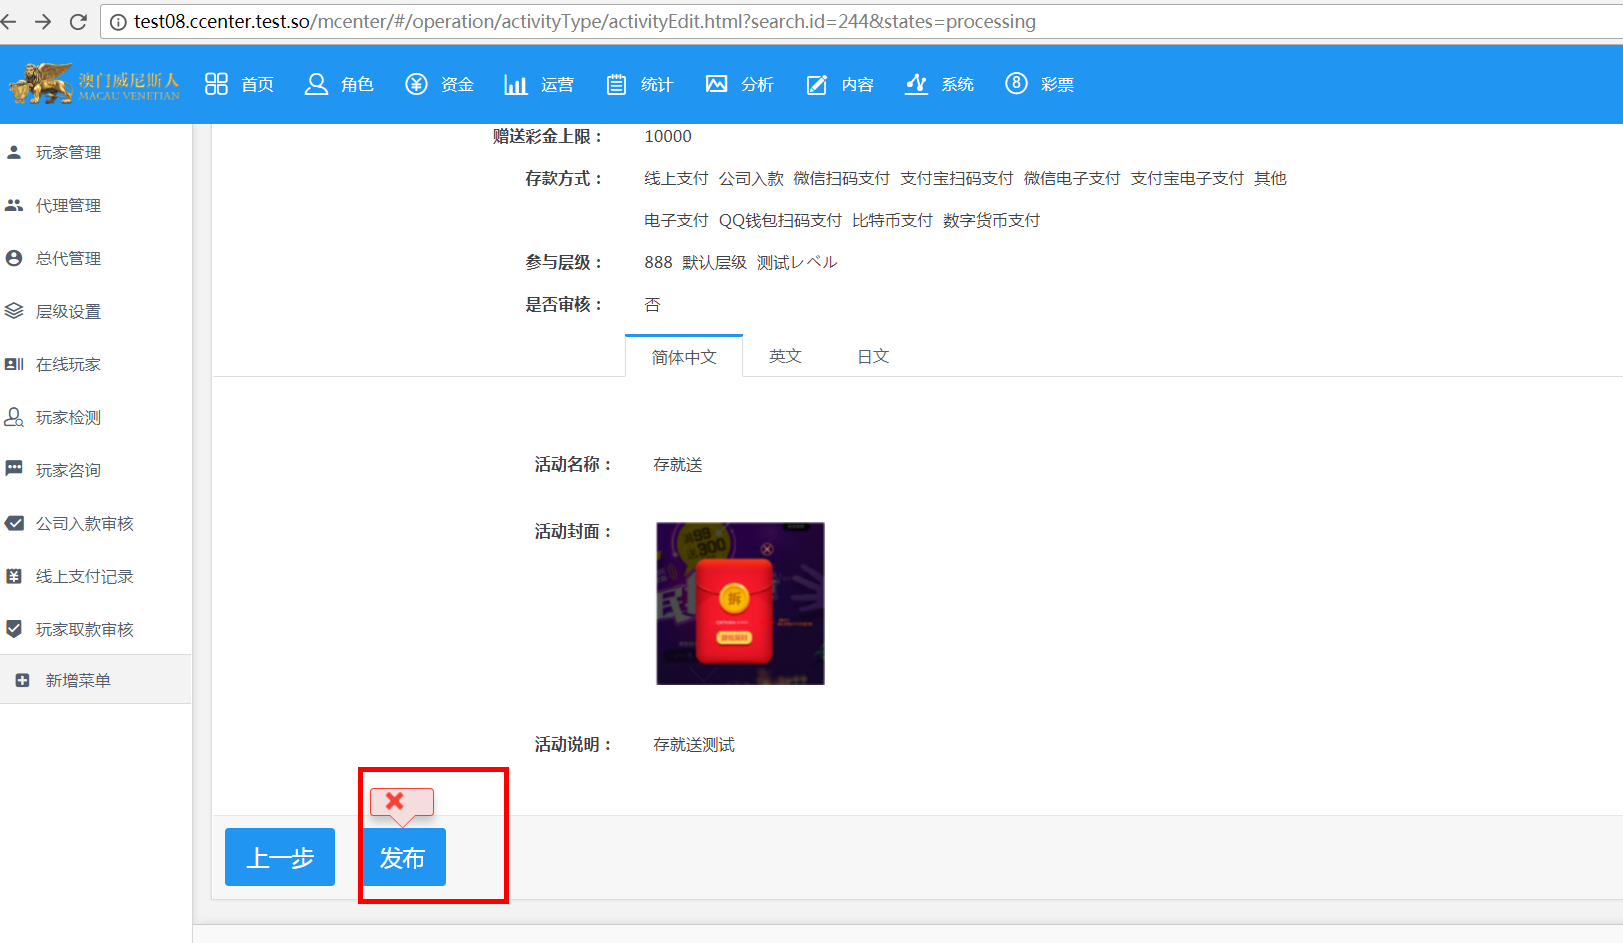 test08.ccenter.test.so/mcenter/#/operation/activityType/activityEdit.html?search.id=244&states=processing
澳门威尼斯人
MACAU VENETIAN
首页 角色 资金 运营 统计 分析 内容 系统 8 彩票
玩家管理
代理管理
总代管理
层级设置
在线玩家
玩家检测
玩家咨询
公司入款审核
线上支付记录
玩家取款审核
新增菜单
赠送彩金上限： 10000
存款方式： 线上支付 公司入款 微信扫码支付 支付宝扫码支付 微信电子支付 支付宝电子支付 其他
电子支付 QQ钱包扫码支付 比特币支付 数字货币支付
参与层级： 888 默认层级 测试レベル
是否审核： 否
简体中文 英文 日文
活动名称： 存就送
活动封面：
满99
送300
拆
活动说明： 存就送测试
上一步 发布